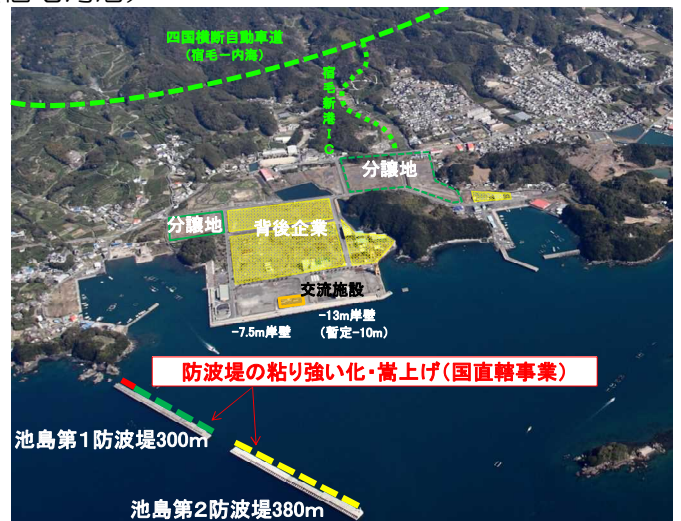 四国横断自動車道
(宿毛ー内海)
宿毛新港IC
分譲地
分譲地
背後企業
交流施設
-13m岸壁
(暫定-10m)
-7.5m岸壁
防波堤の粘り強い化・嵩上げ(国直轄事業)
池島第1防波堤300m
池島第2防波堤380m